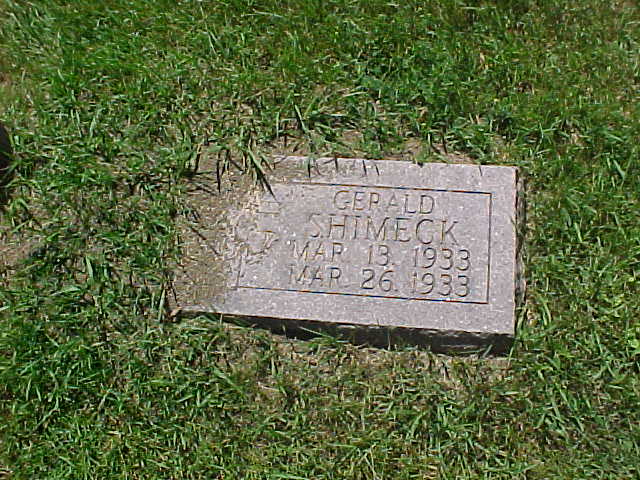 GERALD
SHIMECK
MAR. 13. 1933
MAR. 26. 1933